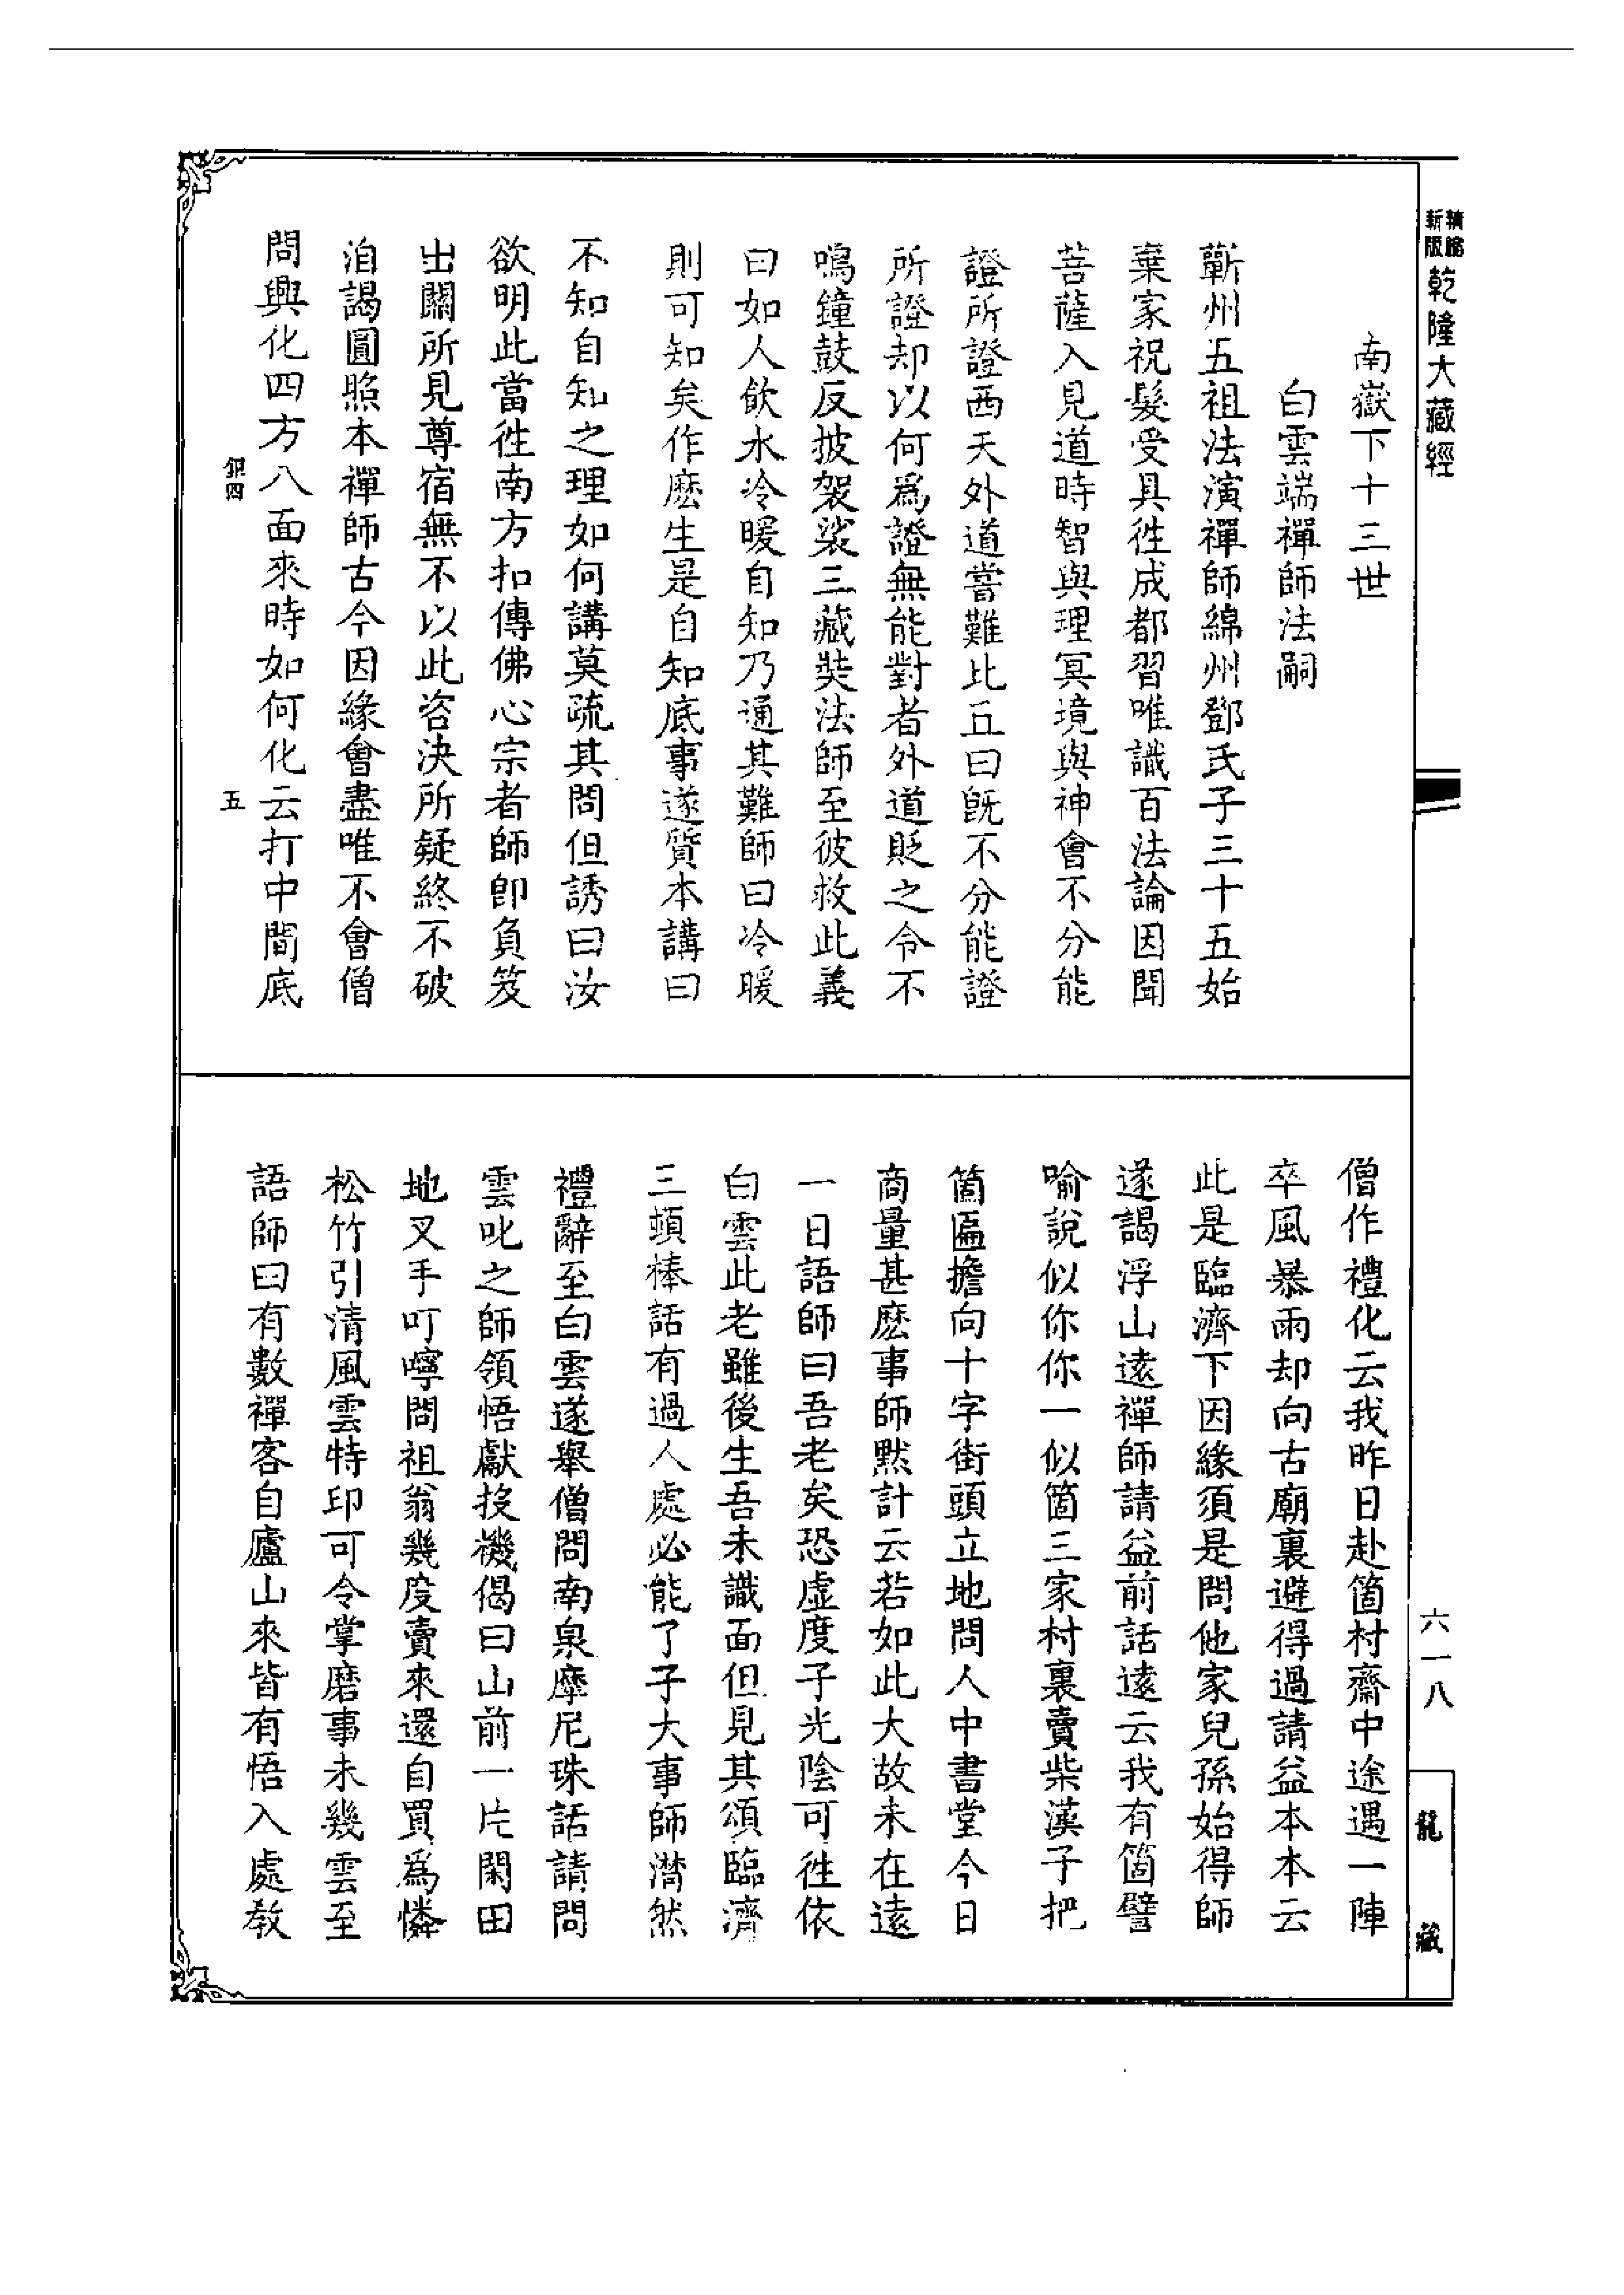 精縮
新版
乾隆大藏經
南嶽下十三世
白雲端禪師法嗣
蘄州五祖法演禪師綿州鄧氏子三十五始
棄家祝髮受具徃成都習唯識百法論因聞
菩薩入見道時智與理冥境與神會不分能
證所證西天外道嘗難比丘曰旣不分能證
所證却以何爲證無能對者外道貶之令不
鳴鐘鼓反披袈裟三藏奘法師至彼救此義
曰如人飲水冷暖自知乃通其難師曰冷暖
則可知矣作麽生是自知底事遂質本講曰
不知自知之理如何講莫疏其問但誘曰汝
欲明此當徃南方扣傳佛心宗者師卽負笈
出關所見尊宿無不以此咨決所疑終不破
洎謁圓照本禪師古今因緣會盡唯不會僧
問興化四方八面來時如何化云打中間底
四
五
僧作禮化云我昨日赴箇村齋中途遇一陣
卒風暴雨却向古廟裏避得過請益本本云
此是臨濟下因緣須是問他家兒孫始得師
遂謁浮山遠禪師請益前話遠云我有箇譬
喻說似你你一似箇三家村裏賣柴漢子把
箇匾擔向十字街頭立地問人中書堂今日
商量甚麽事師默計云若如此大故未在遠
一日語師曰吾老矣恐虛度子光陰可徃依
白雲此老雖後生吾未識面但見其頌臨濟
三頓棒話有過人處必能了子大事師潸然
禮辭至白雲遂舉僧問南泉摩尼珠話請問
雲叱之師領悟獻投機偈曰山前一片閑田
地叉手叮嚀問祖翁幾度賣來還自買爲憐
松竹引清風雲特印可令掌磨事未幾雲至
語師曰有數禪客自廬山來皆有悟入處教
六一八
龍
藏